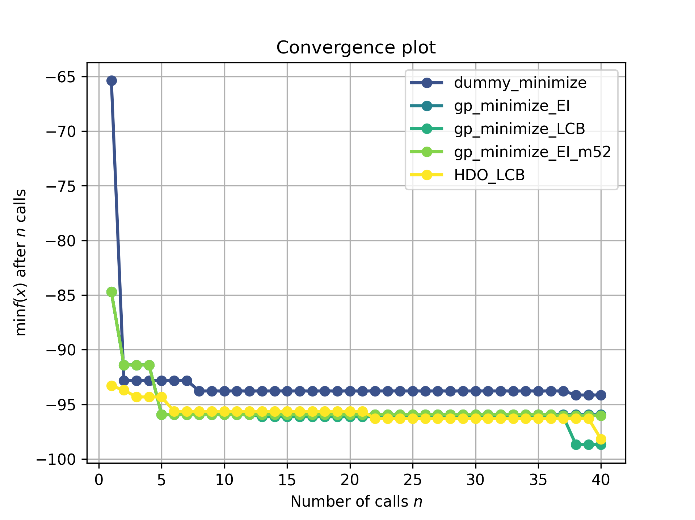 Convergence plot
min f(x) after n calls
−65
−70
−75
−80
−85
−90
−95
−100
dummy_minimize
gp_minimize_EI
gp_minimize_LCB
gp_minimize_EI_m52
HDO_LCB
0 5 10 15 20 25 30 35 40
Number of calls n